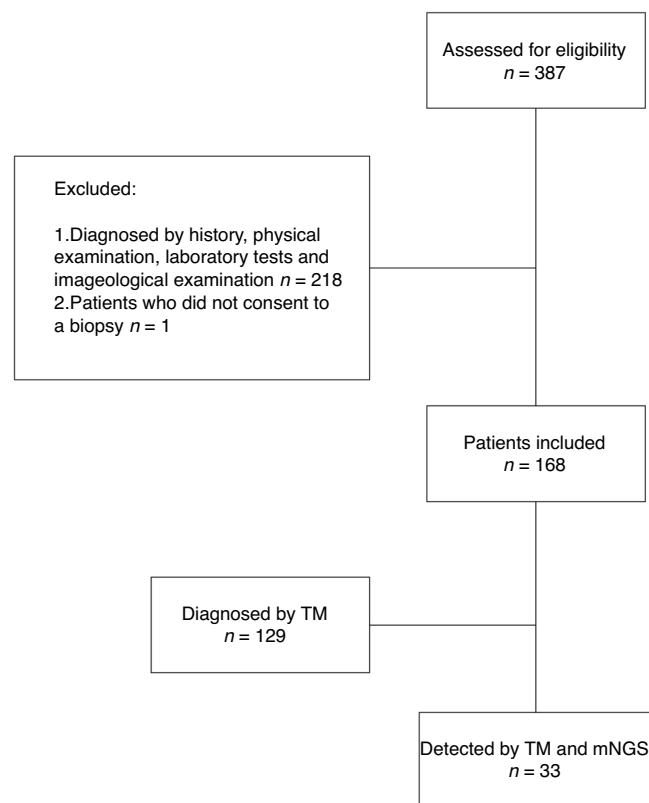 Assessed for eligibility
n = 387
Excluded:
1.Diagnosed by history, physical
examination, laboratory tests and
imageological examination n = 218
2.Patients who did not consent to
a biopsy n = 1
Patients included
n = 168
Diagnosed by TM
n = 129
Detected by TM and mNGS
n = 33